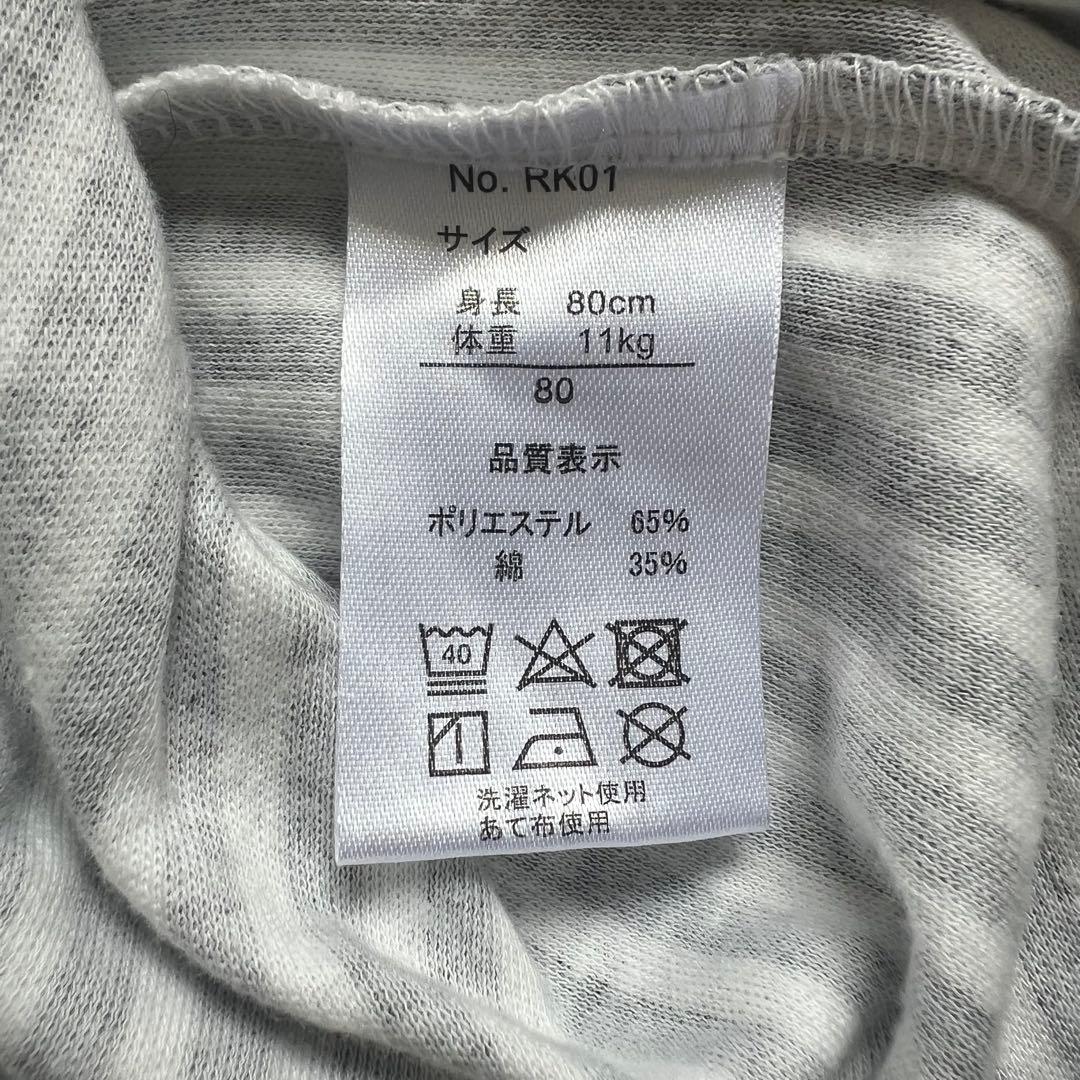 No. RK01
サイズ
身長 80cm
体重 11kg
80
品質表示
ポリエステル 65%
綿 35%
40
洗濯ネット使用
あて布使用